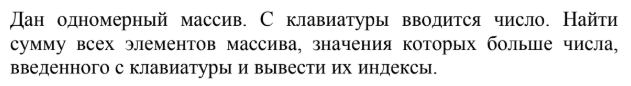 Дан одномерный массив. С клавиатуры вводится число. Найти
сумму всех элементов массива, значения которых больше числа,
введенного с клавиатуры и вывести их индексы.